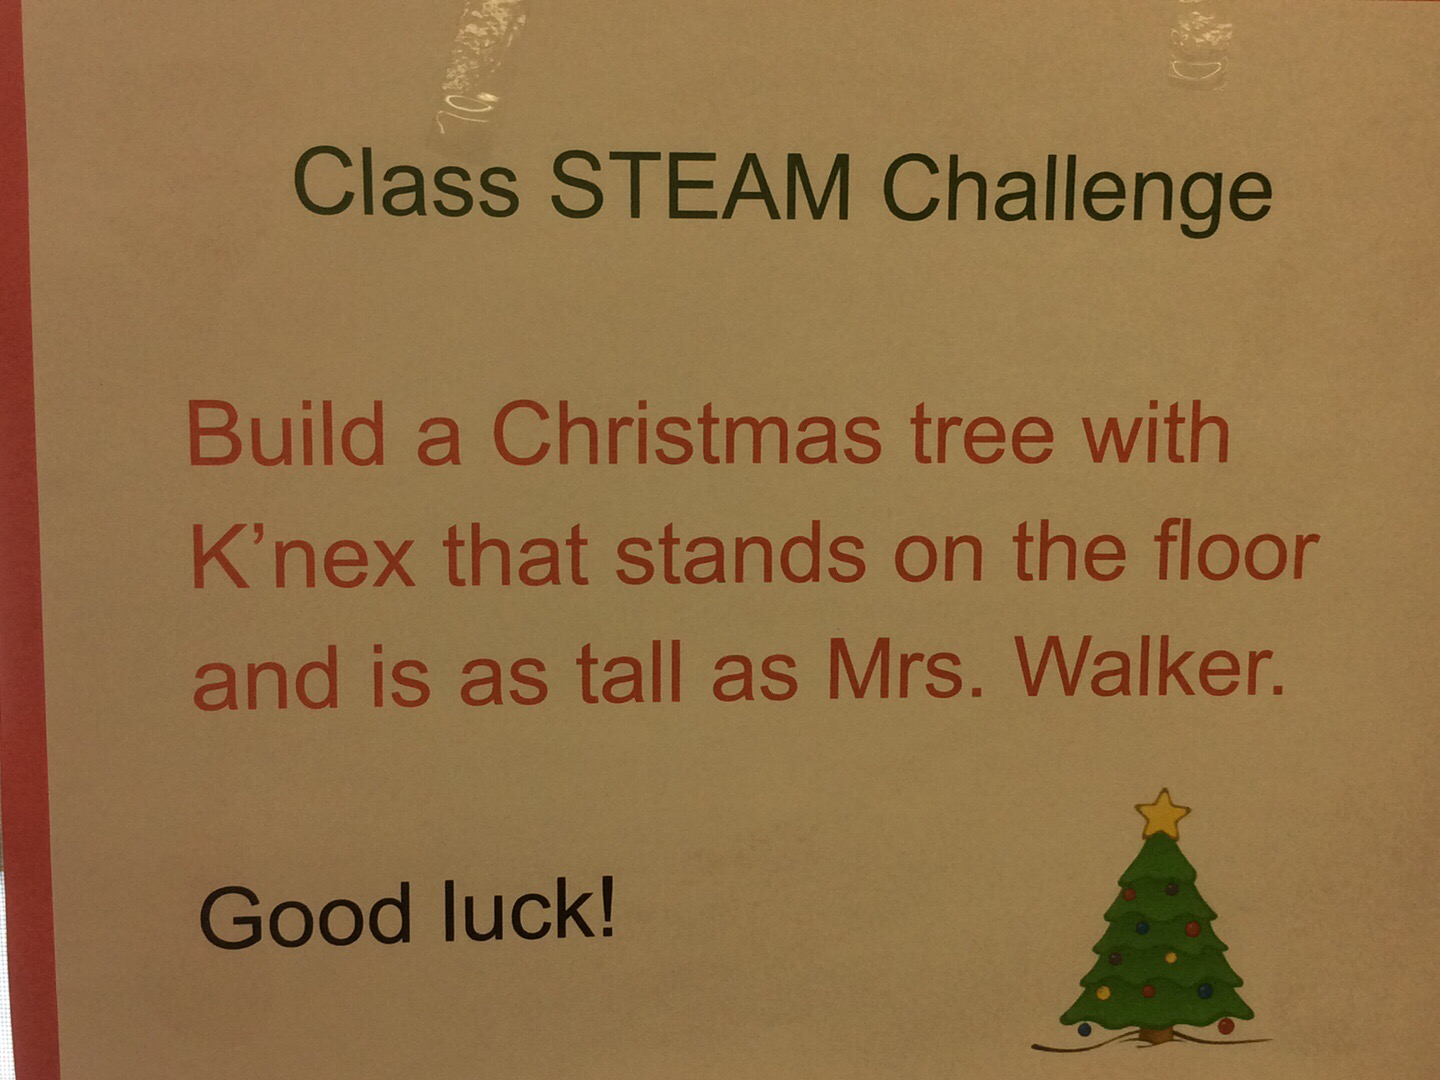 Class STEAM Challenge
Build a Christmas tree with
K’nex that stands on the floor
and is as tall as Mrs. Walker.
Good luck!